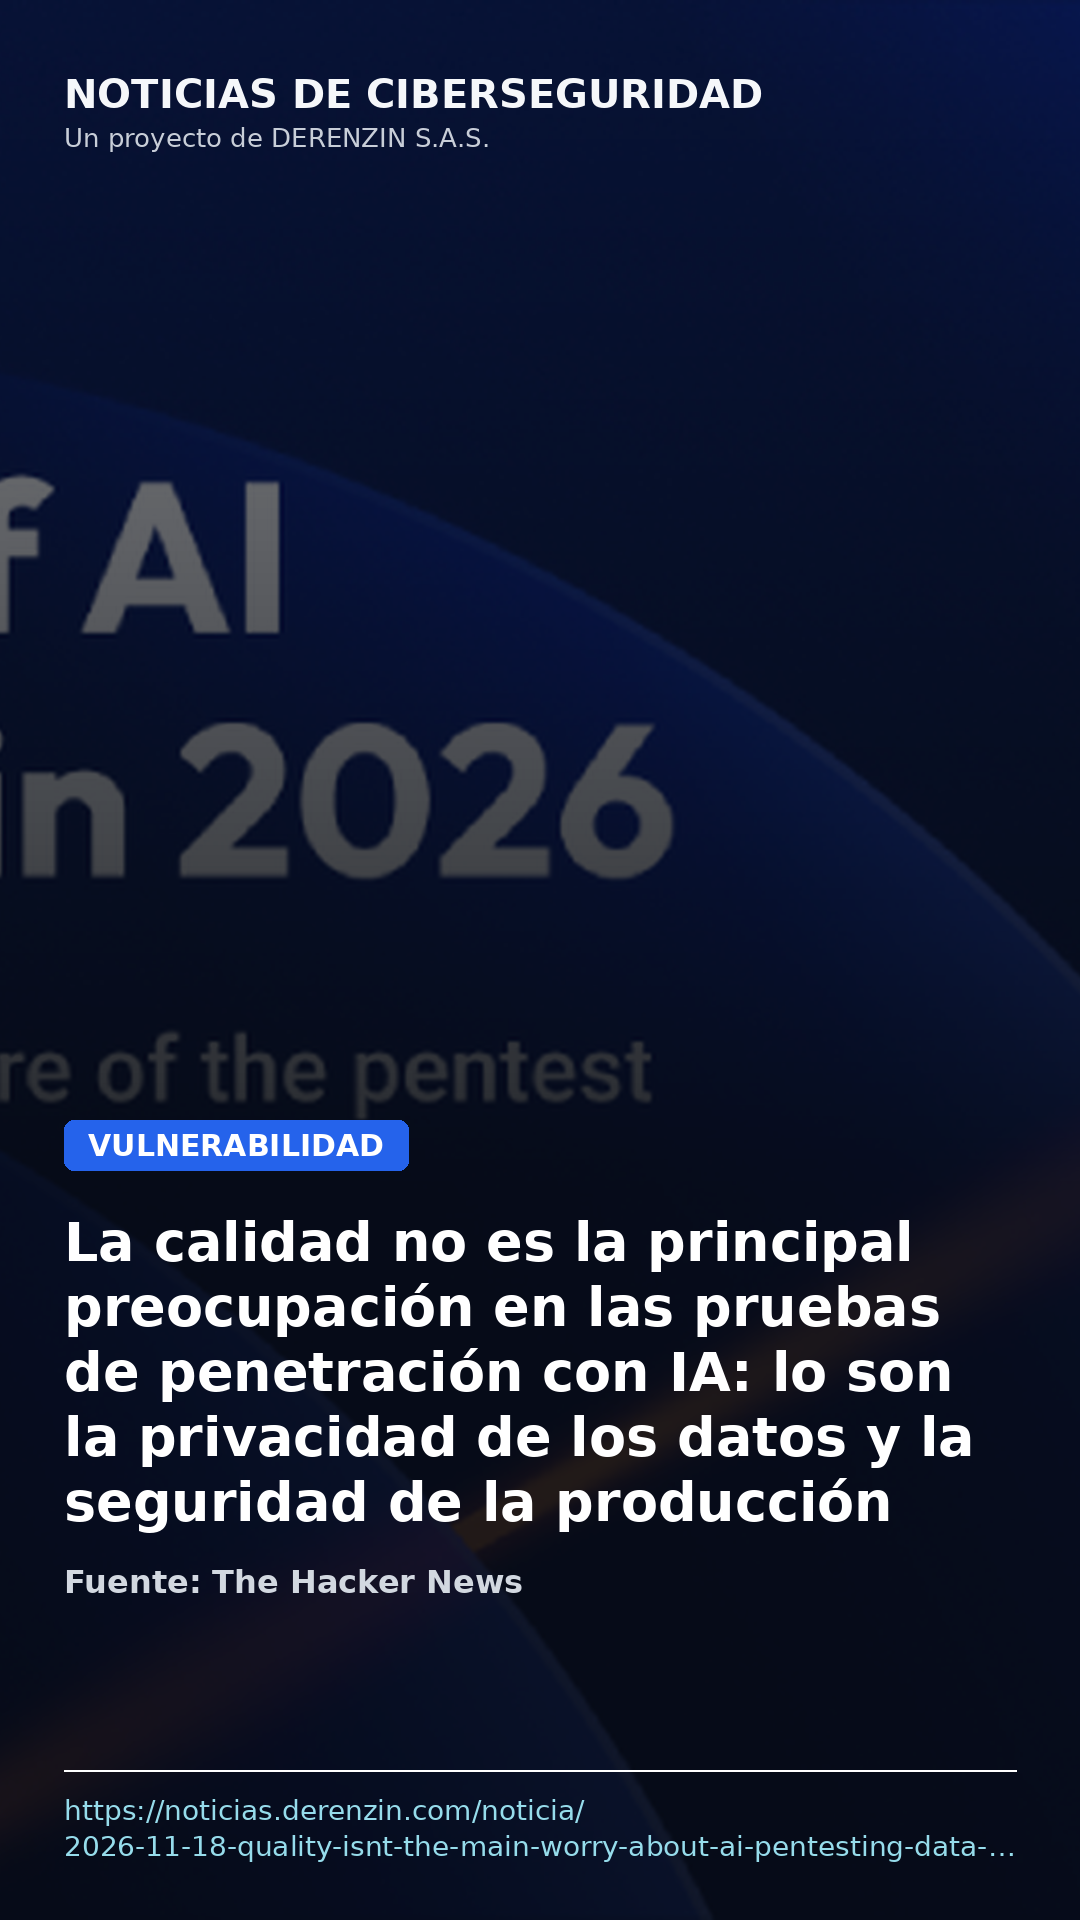 NOTICIAS DE CIBERSEGURIDAD
Un proyecto de DERENZIN S.A.S.
f AI
in 2026
re of the pentest
VULNERABILIDAD
La calidad no es la principal
preocupación en las pruebas
de penetración con IA: lo son
la privacidad de los datos y la
seguridad de la producción
Fuente: The Hacker News
https://noticias.derenzin.com/noticia/
2026-11-18-quality-isnt-the-main-worry-about-ai-pentesting-data-…